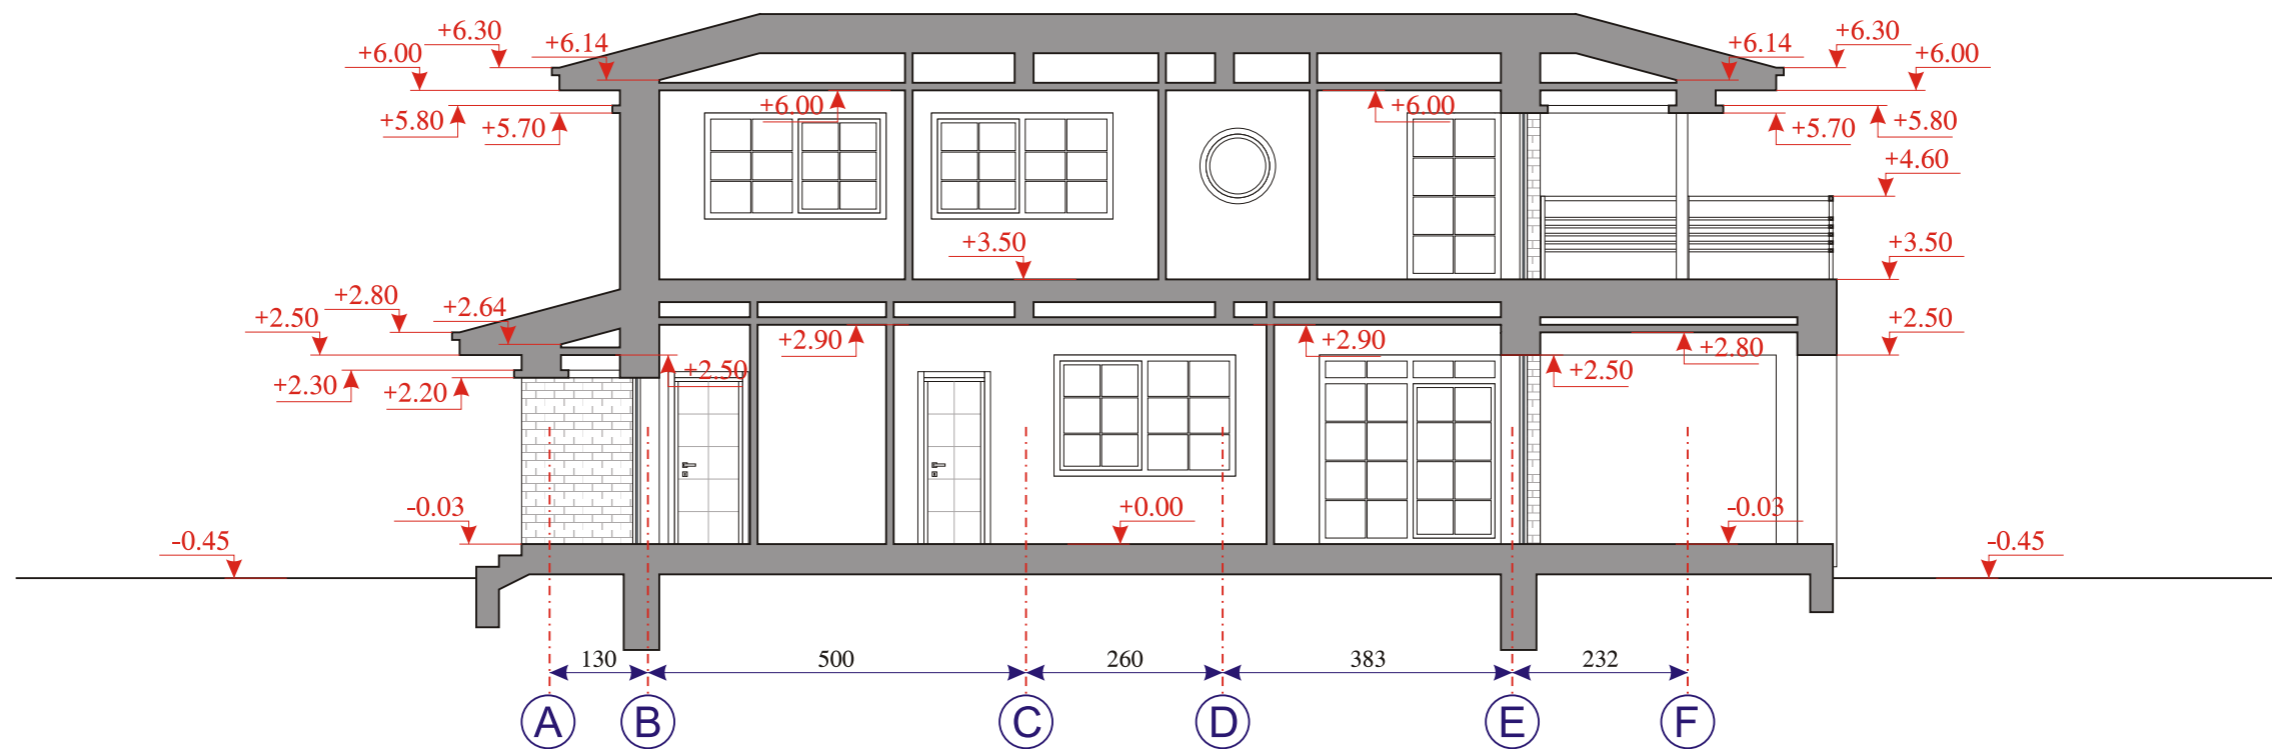 +6.30 +6.14 +6.14 +6.30
+6.00 +6.00
+6.00 +6.00
+5.80 +5.70 +5.70 +5.80
+4.60
+3.50 +3.50
+2.80 +2.64
+2.50 +2.50
+2.90 +2.90 +2.80
+2.50 +2.50
+2.30 +2.20
-0.03 +0.00 -0.03
-0.45 -0.45
130 500 260 383 232
A B C D E F